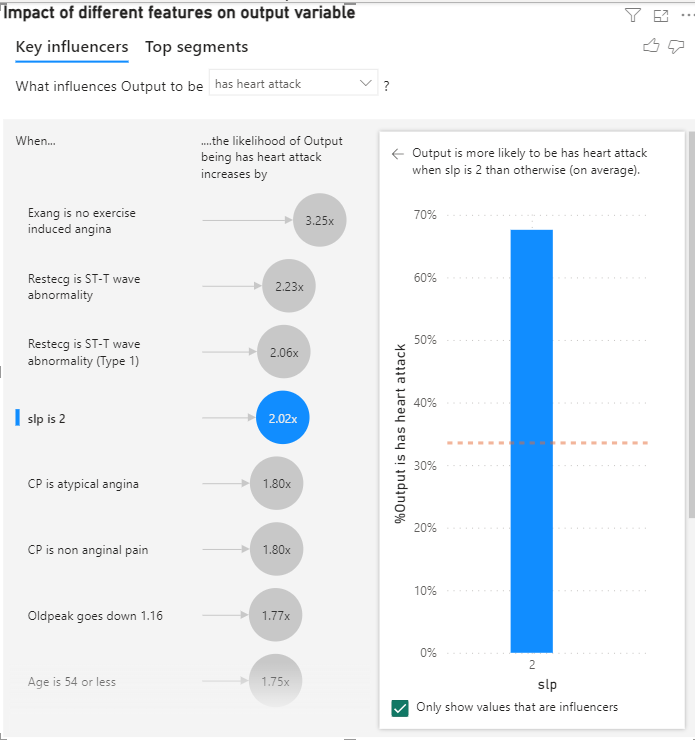 Impact of different features on output variable
Key influencers Top segments
What influences Output to be has heart attack ?
When...
....the likelihood of Output
being has heart attack
increases by
Exang is no exercise
induced angina
3.25x
Restecg is ST-T wave
abnormality
2.23x
Restecg is ST-T wave
abnormality (Type 1)
2.06x
slp is 2
2.02x
CP is atypical angina
1.80x
CP is non anginal pain
1.80x
Oldpeak goes down 1.16
1.77x
Age is 54 or less
1.75x
Output is more likely to be has heart attack
when slp is 2 than otherwise (on average).
%Output is has heart attack
70%
60%
50%
40%
30%
20%
10%
0%
2
slp
Only show values that are influencers